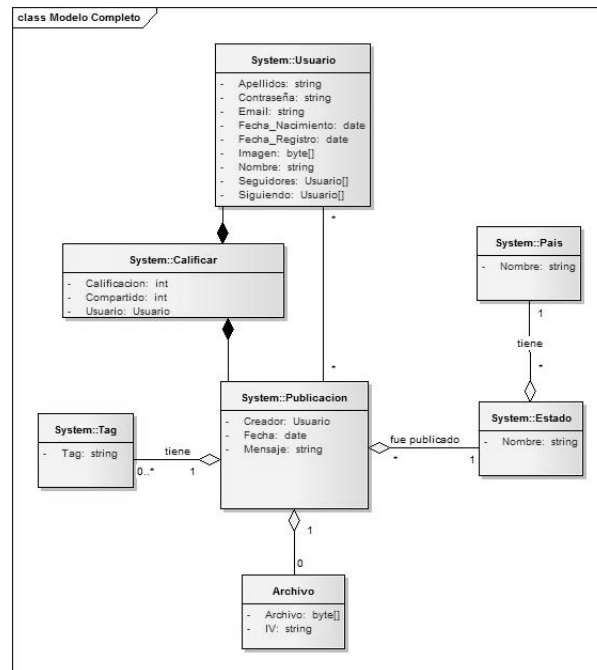 class Modelo Completo
System::Usuario
- Apellidos: string
- Contraseña: string
- Email: string
- Fecha_Nacimiento: date
- Fecha_Registro: date
- Imagen: byte[]
- Nombre: string
- Seguidores: Usuario[]
- Siguiendo: Usuario[]
*
System::Calificar
- Calificacion: int
- Compartido: int
- Usuario: Usuario
System::Pais
- Nombre: string
1
tiene
*
*
System::Publicacion
- Creador: Usuario
- Fecha: date
- Mensaje: string
System::Estado
- Nombre: string
fue publicado
*
1
System::Tag
- Tag: string
tiene
0..*
1
1
0
Archivo
- Archivo: byte[]
- IV: string